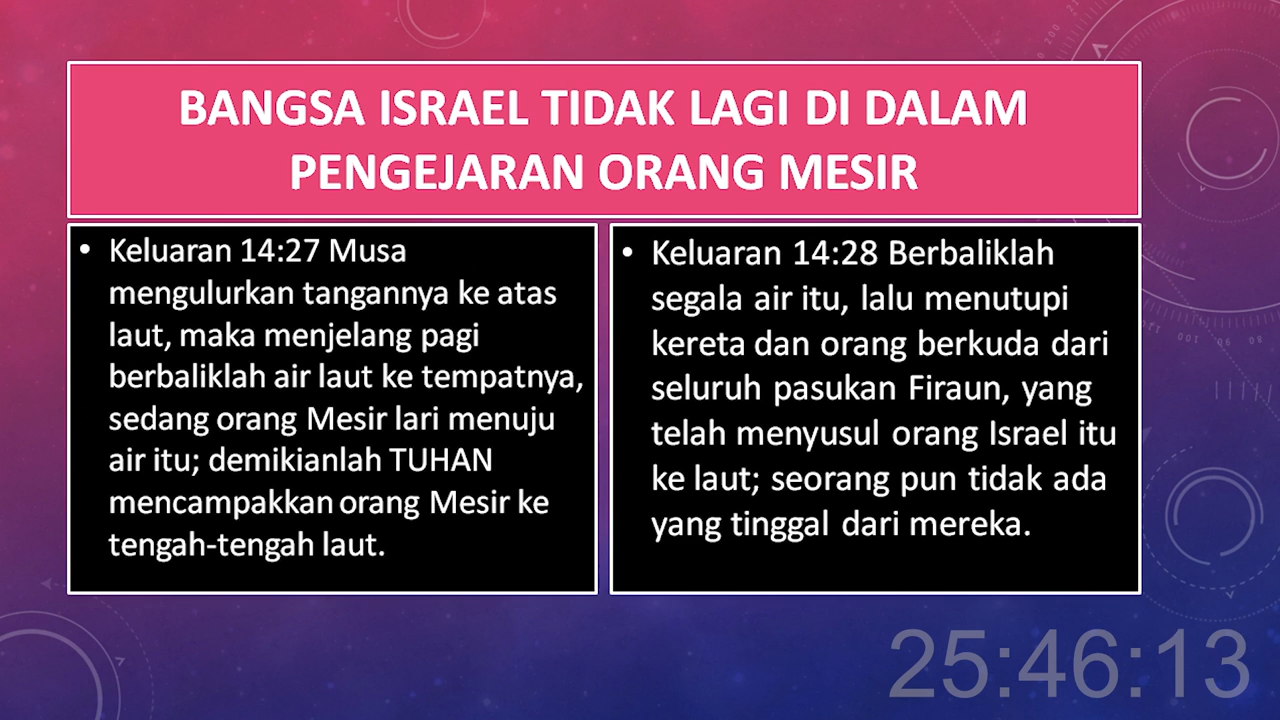 BANGSA ISRAEL TIDAK LAGI DI DALAM
PENGEJARAN ORANG MESIR
• Keluaran 14:27 Musa
mengulurkan tangannya ke atas
laut, maka menjelang pagi
berbaliklah air laut ke tempatnya,
sedang orang Mesir lari menuju
air itu; demikianlah TUHAN
mencampakkan orang Mesir ke
tengah-tengah laut.
• Keluaran 14:28 Berbaliklah
segala air itu, lalu menutupi
kereta dan orang berkuda dari
seluruh pasukan Firaun, yang
telah menyusul orang Israel itu
ke laut; seorang pun tidak ada
yang tinggal dari mereka.
25:46:13